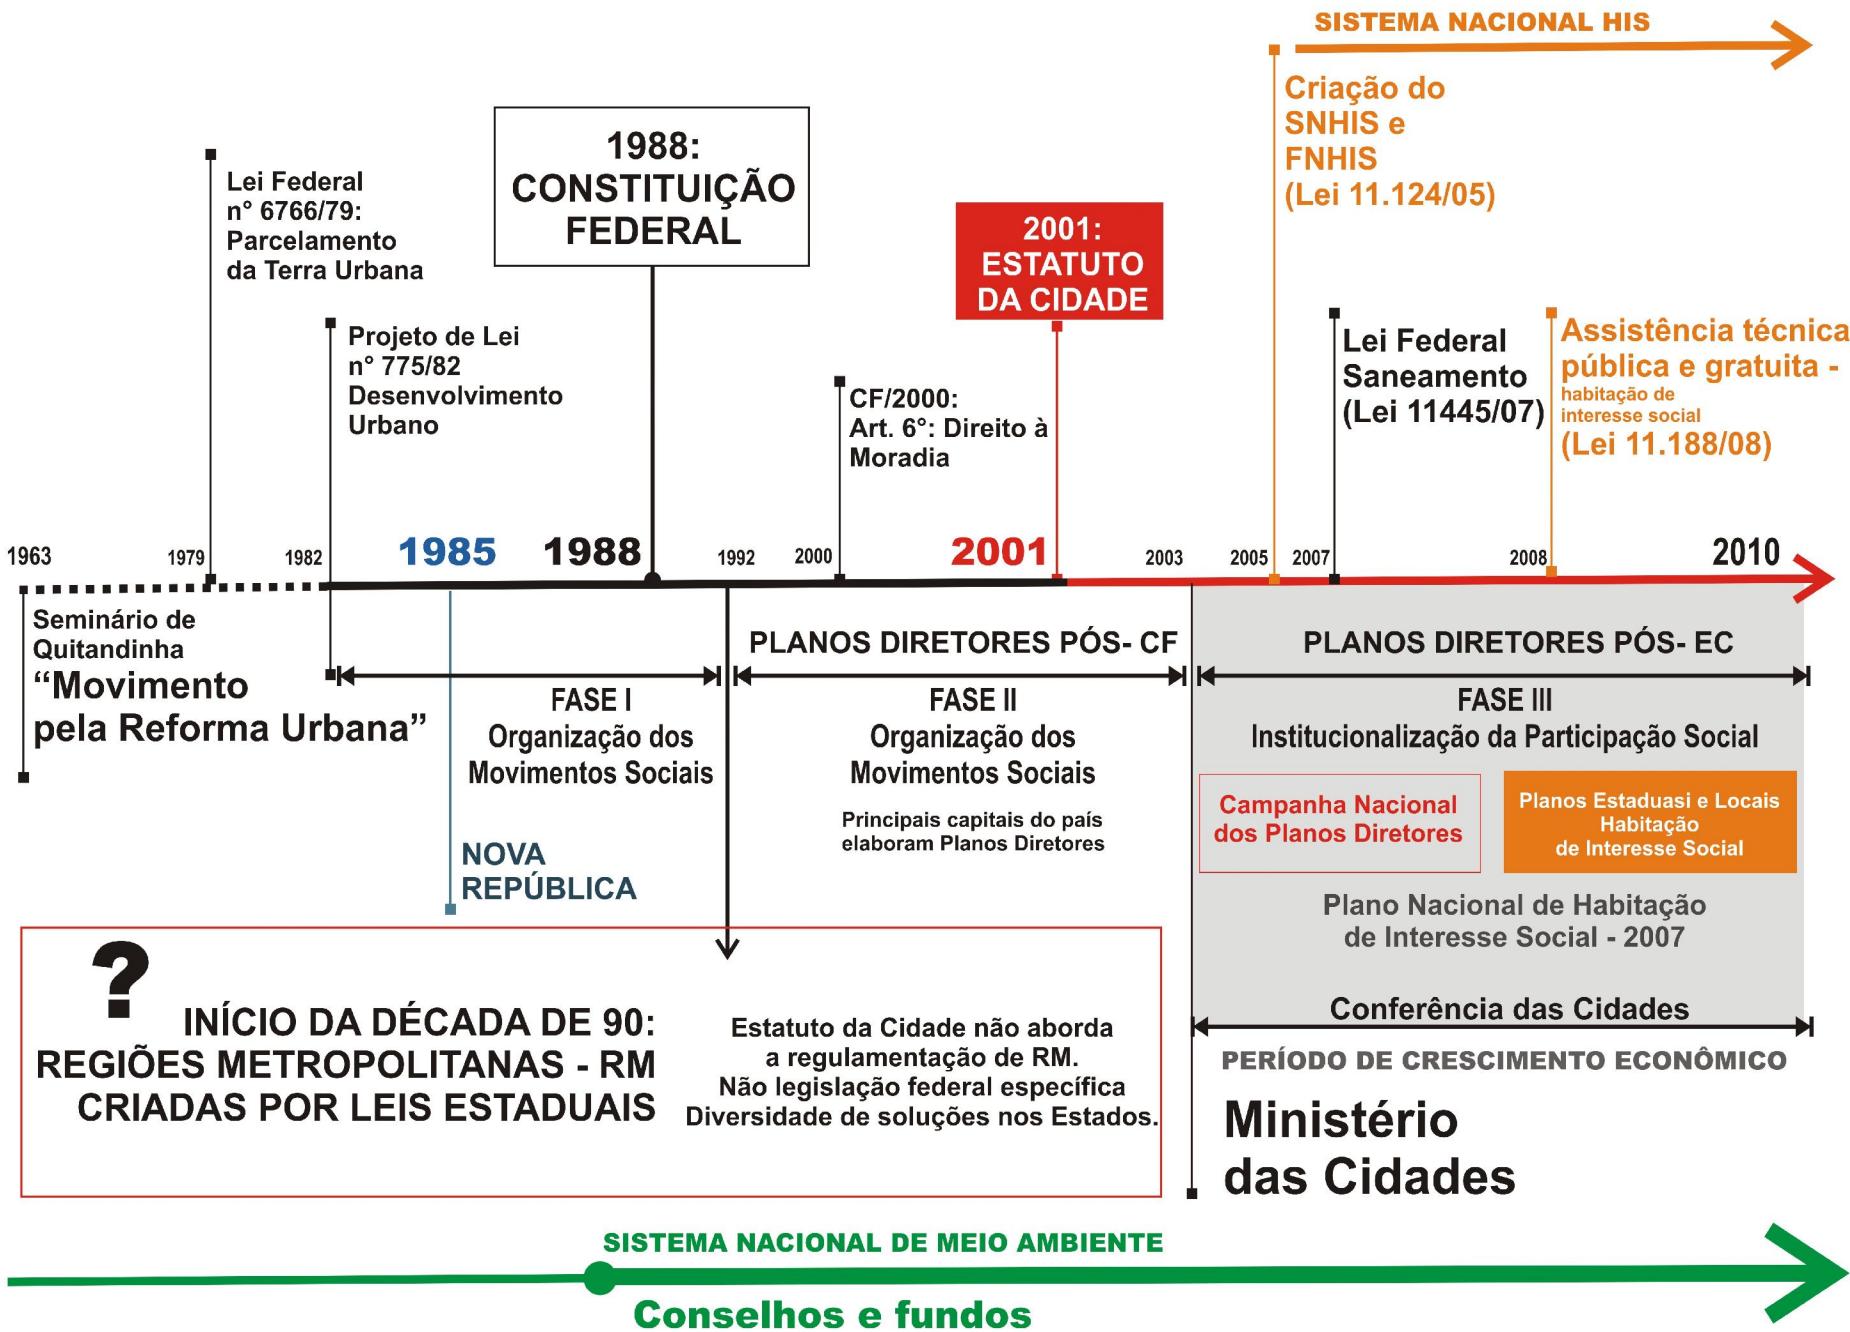 SISTEMA NACIONAL HIS
Criação do
SNHIS e
FNHIS
(Lei 11.124/05)
1988:
CONSTITUIÇÃO
FEDERAL
Lei Federal
n° 6766/79:
Parcelamento
da Terra Urbana
2001:
ESTATUTO
DA CIDADE
Projeto de Lei
n° 775/82
Desenvolvimento
Urbano
CF/2000:
Art. 6°: Direito à
Moradia
Lei Federal
Saneamento
(Lei 11445/07)
Assistência técnica
pública e gratuita -
habitação de
interesse social
(Lei 11.188/08)
1963
1979
1982
1985
1988
1992
2000
2001
2003
2005
2007
2008
2010
Seminário de
Quitandinha
“Movimento
pela Reforma Urbana”
FASE I
Organização dos
Movimentos Sociais
NOVA
REPÚBLICA
PLANOS DIRETORES PÓS- CF
FASE II
Organização dos
Movimentos Sociais
Principais capitais do país
elaboram Planos Diretores
PLANOS DIRETORES PÓS- EC
FASE III
Institucionalização da Participação Social
Campanha Nacional
dos Planos Diretores
Planos Estaduasi e Locais
Habitação
de Interesse Social
Plano Nacional de Habitação
de Interesse Social - 2007
Conferência das Cidades
PERÍODO DE CRESCIMENTO ECONÔMICO
Ministério
das Cidades
?
INÍCIO DA DÉCADA DE 90:
REGIÕES METROPOLITANAS - RM
CRIADAS POR LEIS ESTADUAIS
Estatuto da Cidade não aborda
a regulamentação de RM.
Não legislação federal específica
Diversidade de soluções nos Estados.
SISTEMA NACIONAL DE MEIO AMBIENTE
Conselhos e fundos